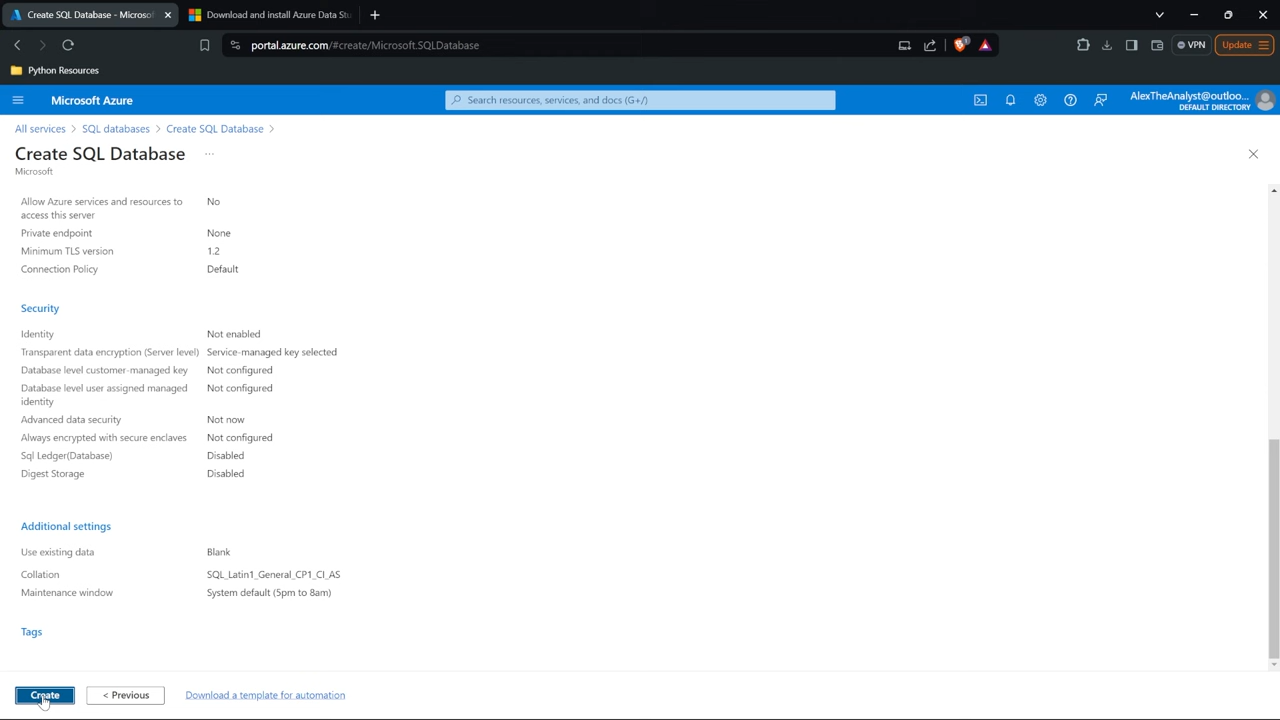 Create SQL Database - Microsof
Download and install Azure Data Stu
portal.azure.com/#create/Microsoft.SQLDatabase
1
VPN
Update
Python Resources
Microsoft Azure
Search resources, services, and docs (G+/)
AlexTheAnalyst@outloo...
DEFAULT DIRECTORY
All services > SQL databases > Create SQL Database >
Create SQL Database ...
Microsoft
Allow Azure services and resources to access this server No
Private endpoint None
Minimum TLS version 1.2
Connection Policy Default
Security
Identity Not enabled
Transparent data encryption (Server level) Service-managed key selected
Database level customer-managed key Not configured
Database level user assigned managed identity Not configured
Advanced data security Not now
Always encrypted with secure enclaves Not configured
Sql Ledger(Database) Disabled
Digest Storage Disabled
Additional settings
Use existing data Blank
Collation SQL_Latin1_General_CP1_CI_AS
Maintenance window System default (5pm to 8am)
Tags
Create
< Previous
Download a template for automation